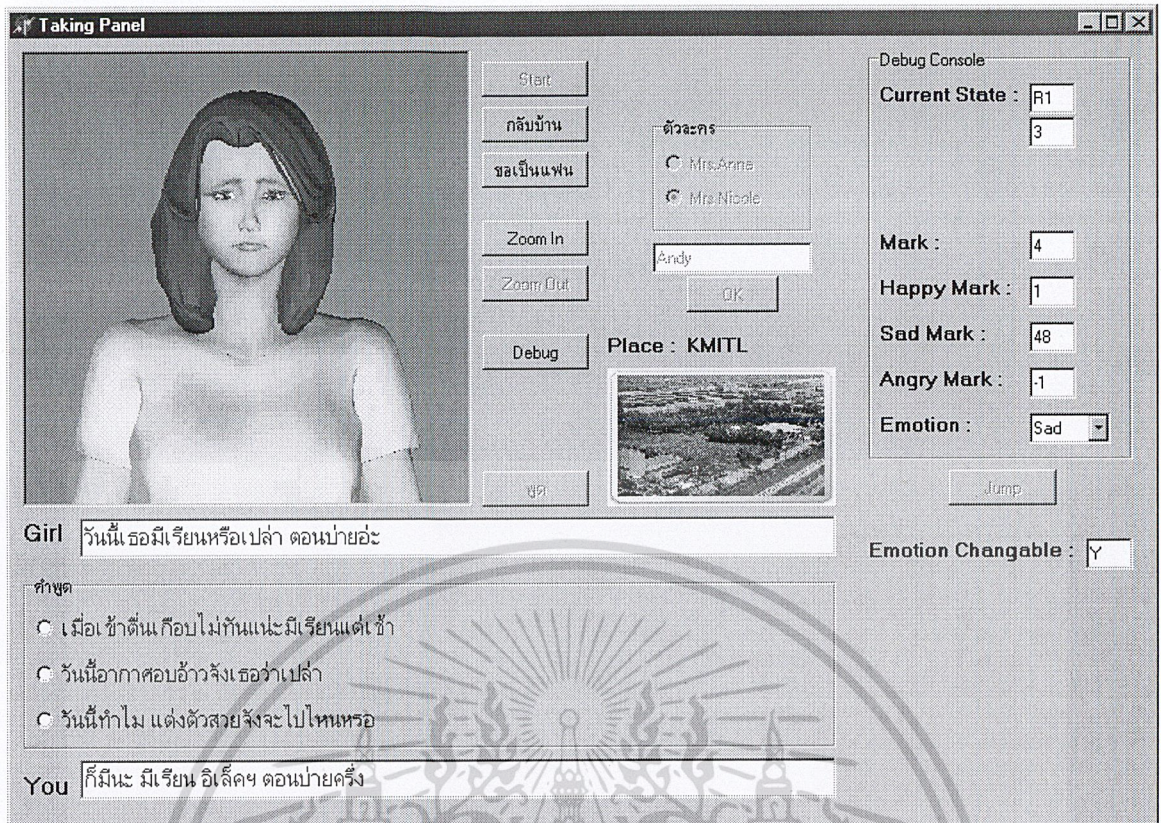 Taking Panel
Start
กลับบ้าน
ขอเป็นแฟน
Zoom In
Zoom Out
Debug
พูด
ตัวละคร
Mrs.Anna
Mrs.Nicole
Andy
OK
Place : KMITL
Debug Console
Current State : R1
3
Mark : 4
Happy Mark : 1
Sad Mark : 48
Angry Mark : -1
Emotion : Sad
Jump
Emotion Changable : Y
Girl วันนี้เธอมีเรียนหรือเปล่า ตอนบ่ายอ่ะ
คำพูด
เมื่อเช้าตื่นเกือบไม่ทันแน่ะมีเรียนแต่เช้า
วันนี้อากาศอบอ้าวจังเธอว่าเปล่า
วันนี้ทำไม แต่งตัวสวยจังจะไปไหนหรอ
You ก็มีนะ มีเรียน อิเล็คฯ ตอนบ่ายครึ่ง